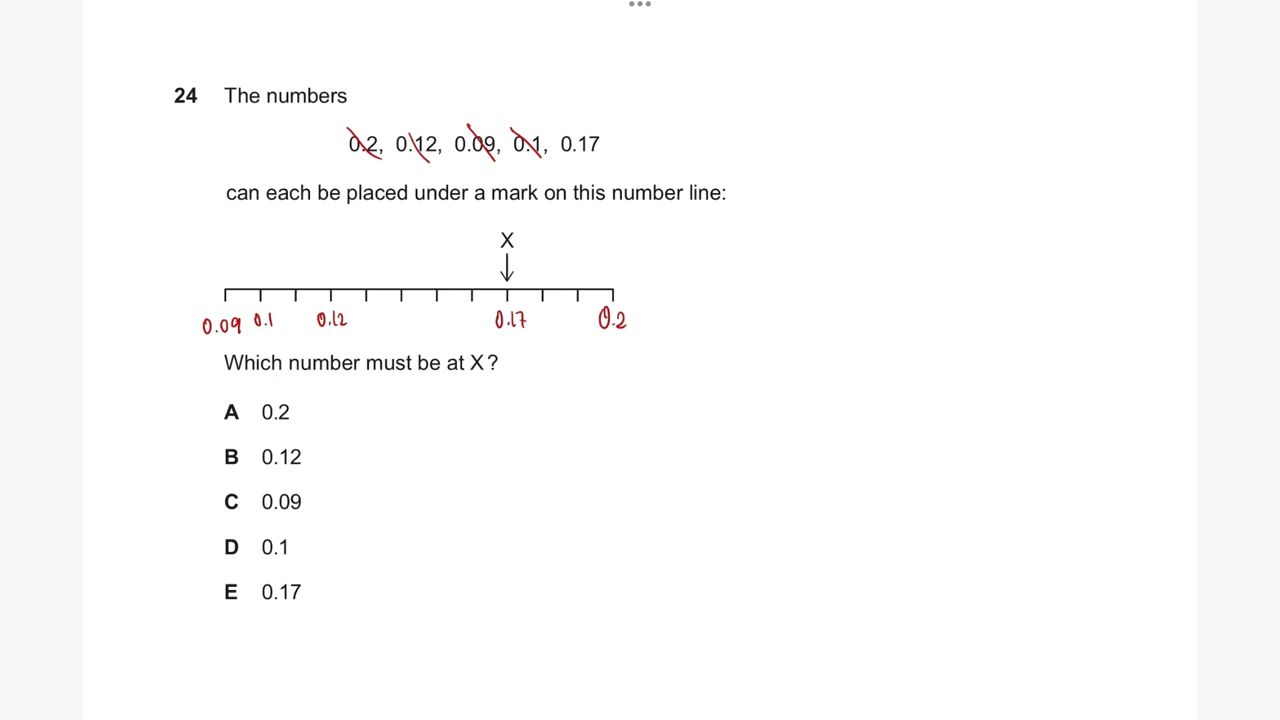 24 The numbers
0.2, 0.12, 0.09, 0.1, 0.17
can each be placed under a mark on this number line:
X
0.09 0.1 0.12 0.17 0.2
Which number must be at X?
A 0.2
B 0.12
C 0.09
D 0.1
E 0.17